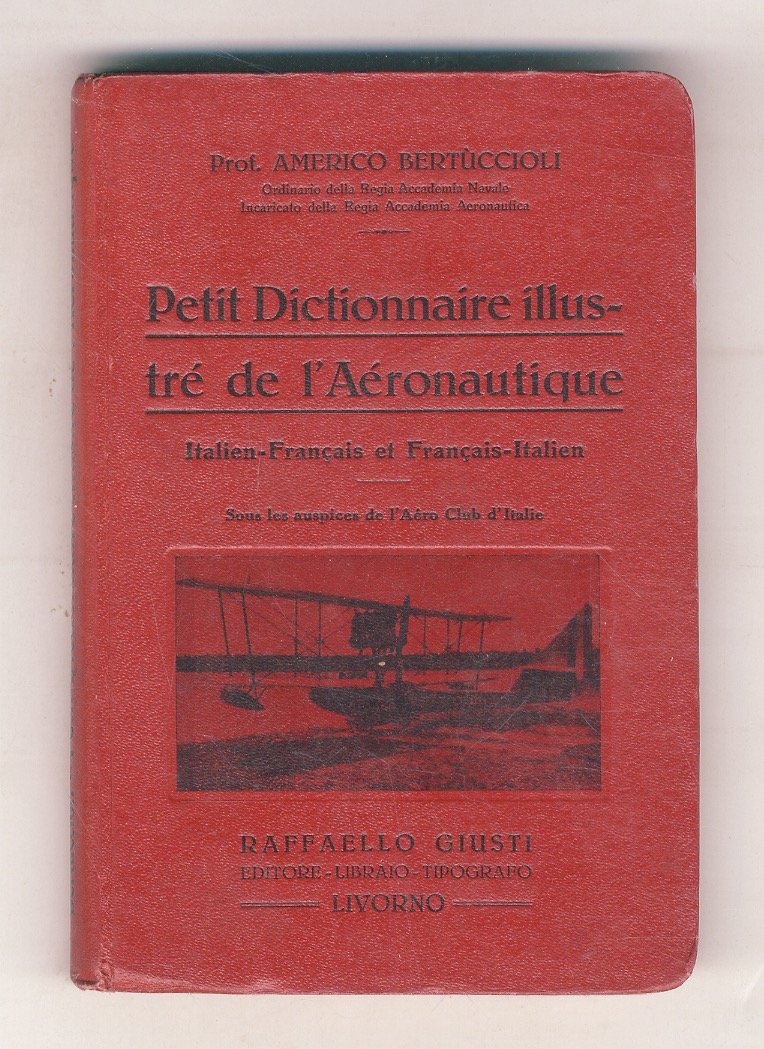 Prof. AMERICO BERTÙCCIOLI
Ordinario della Regia Accademia Navale
Incaricato della Regia Accademia Aeronautica
Petit Dictionnaire illus-
tré de l'Aéronautique
Italien-Français et Français-Italien
Sous les auspices de l'Aéro Club d'Italie
RAFFAELLO GIUSTI
EDITORE-LIBRAIO-TIPOGRAFO
LIVORNO